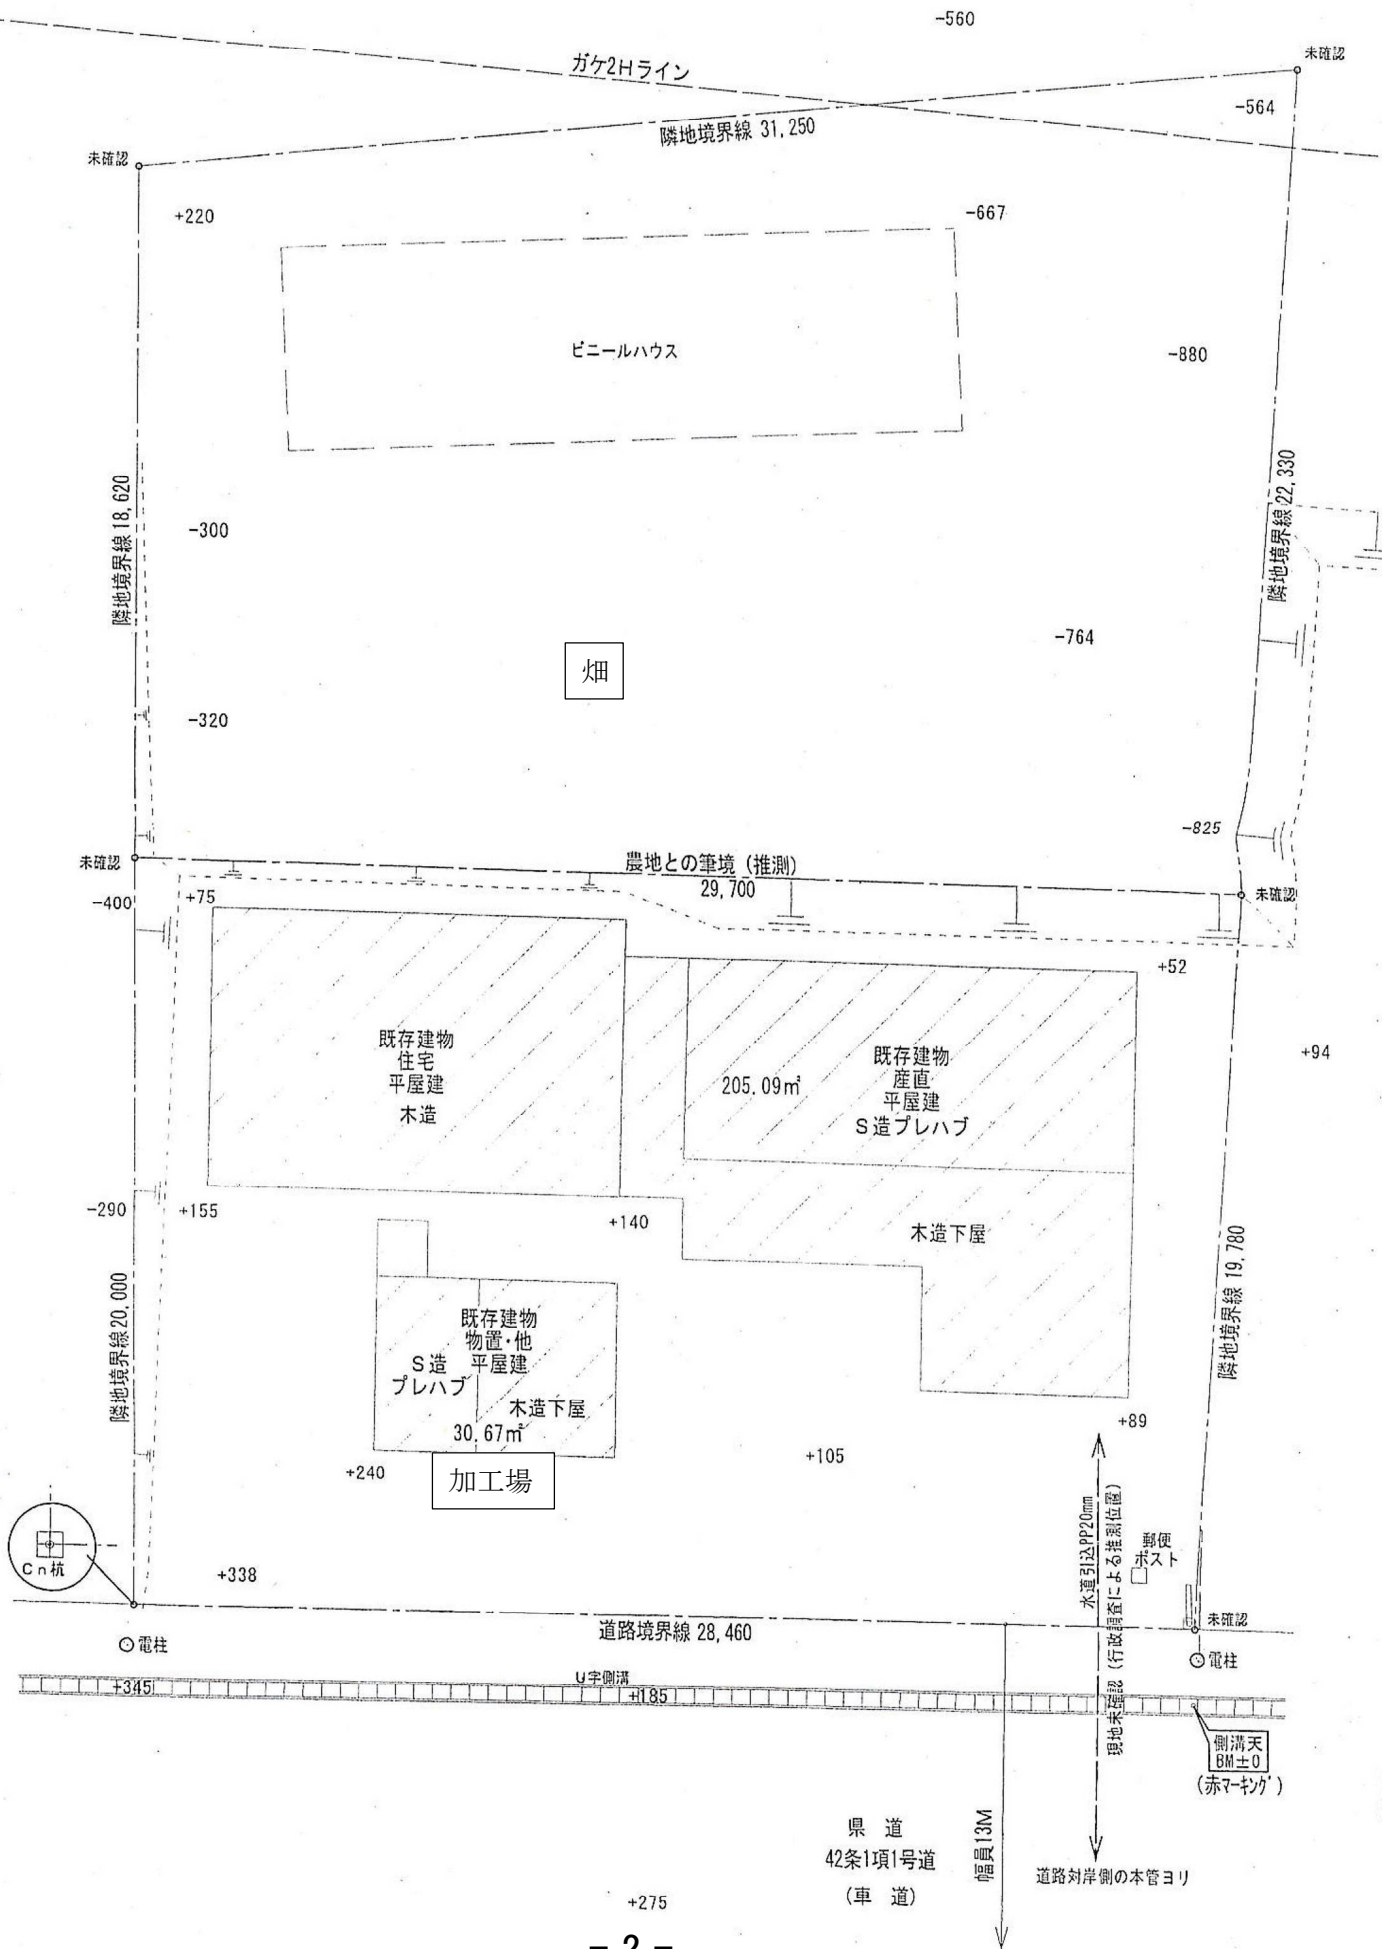 -560
未確認
ガケ2Hライン
-564
隣地境界線 31,250
未確認
+220
-667
ビニールハウス
-880
隣地境界線 18,620
隣地境界線 22,330
-300
-764
畑
-320
-825
未確認
農地との筆境 (推測)
29,700
未確認
-400
+75
+52
+94
既存建物
住宅
平屋建
木造
既存建物
産直
平屋建
S造プレハブ
205.09㎡
-290
+155
+140
木造下屋
隣地境界線20,000
隣地境界線 19,780
既存建物
物置・他
平屋建
S造
プレハブ
木造下屋
30.67㎡
+89
+240
加工場
+105
水道引込PP20mm
現地未確認 (行政調査による推測位置)
郵便
ポスト
Cn杭
+338
未確認
道路境界線 28,460
電柱
電柱
U字側溝
+345
+185
側溝天
BM±0
(赤マーキング)
県 道
42条1項1号道
(車 道)
幅員13M
道路対岸側の本管ヨリ
+275
- 2 -